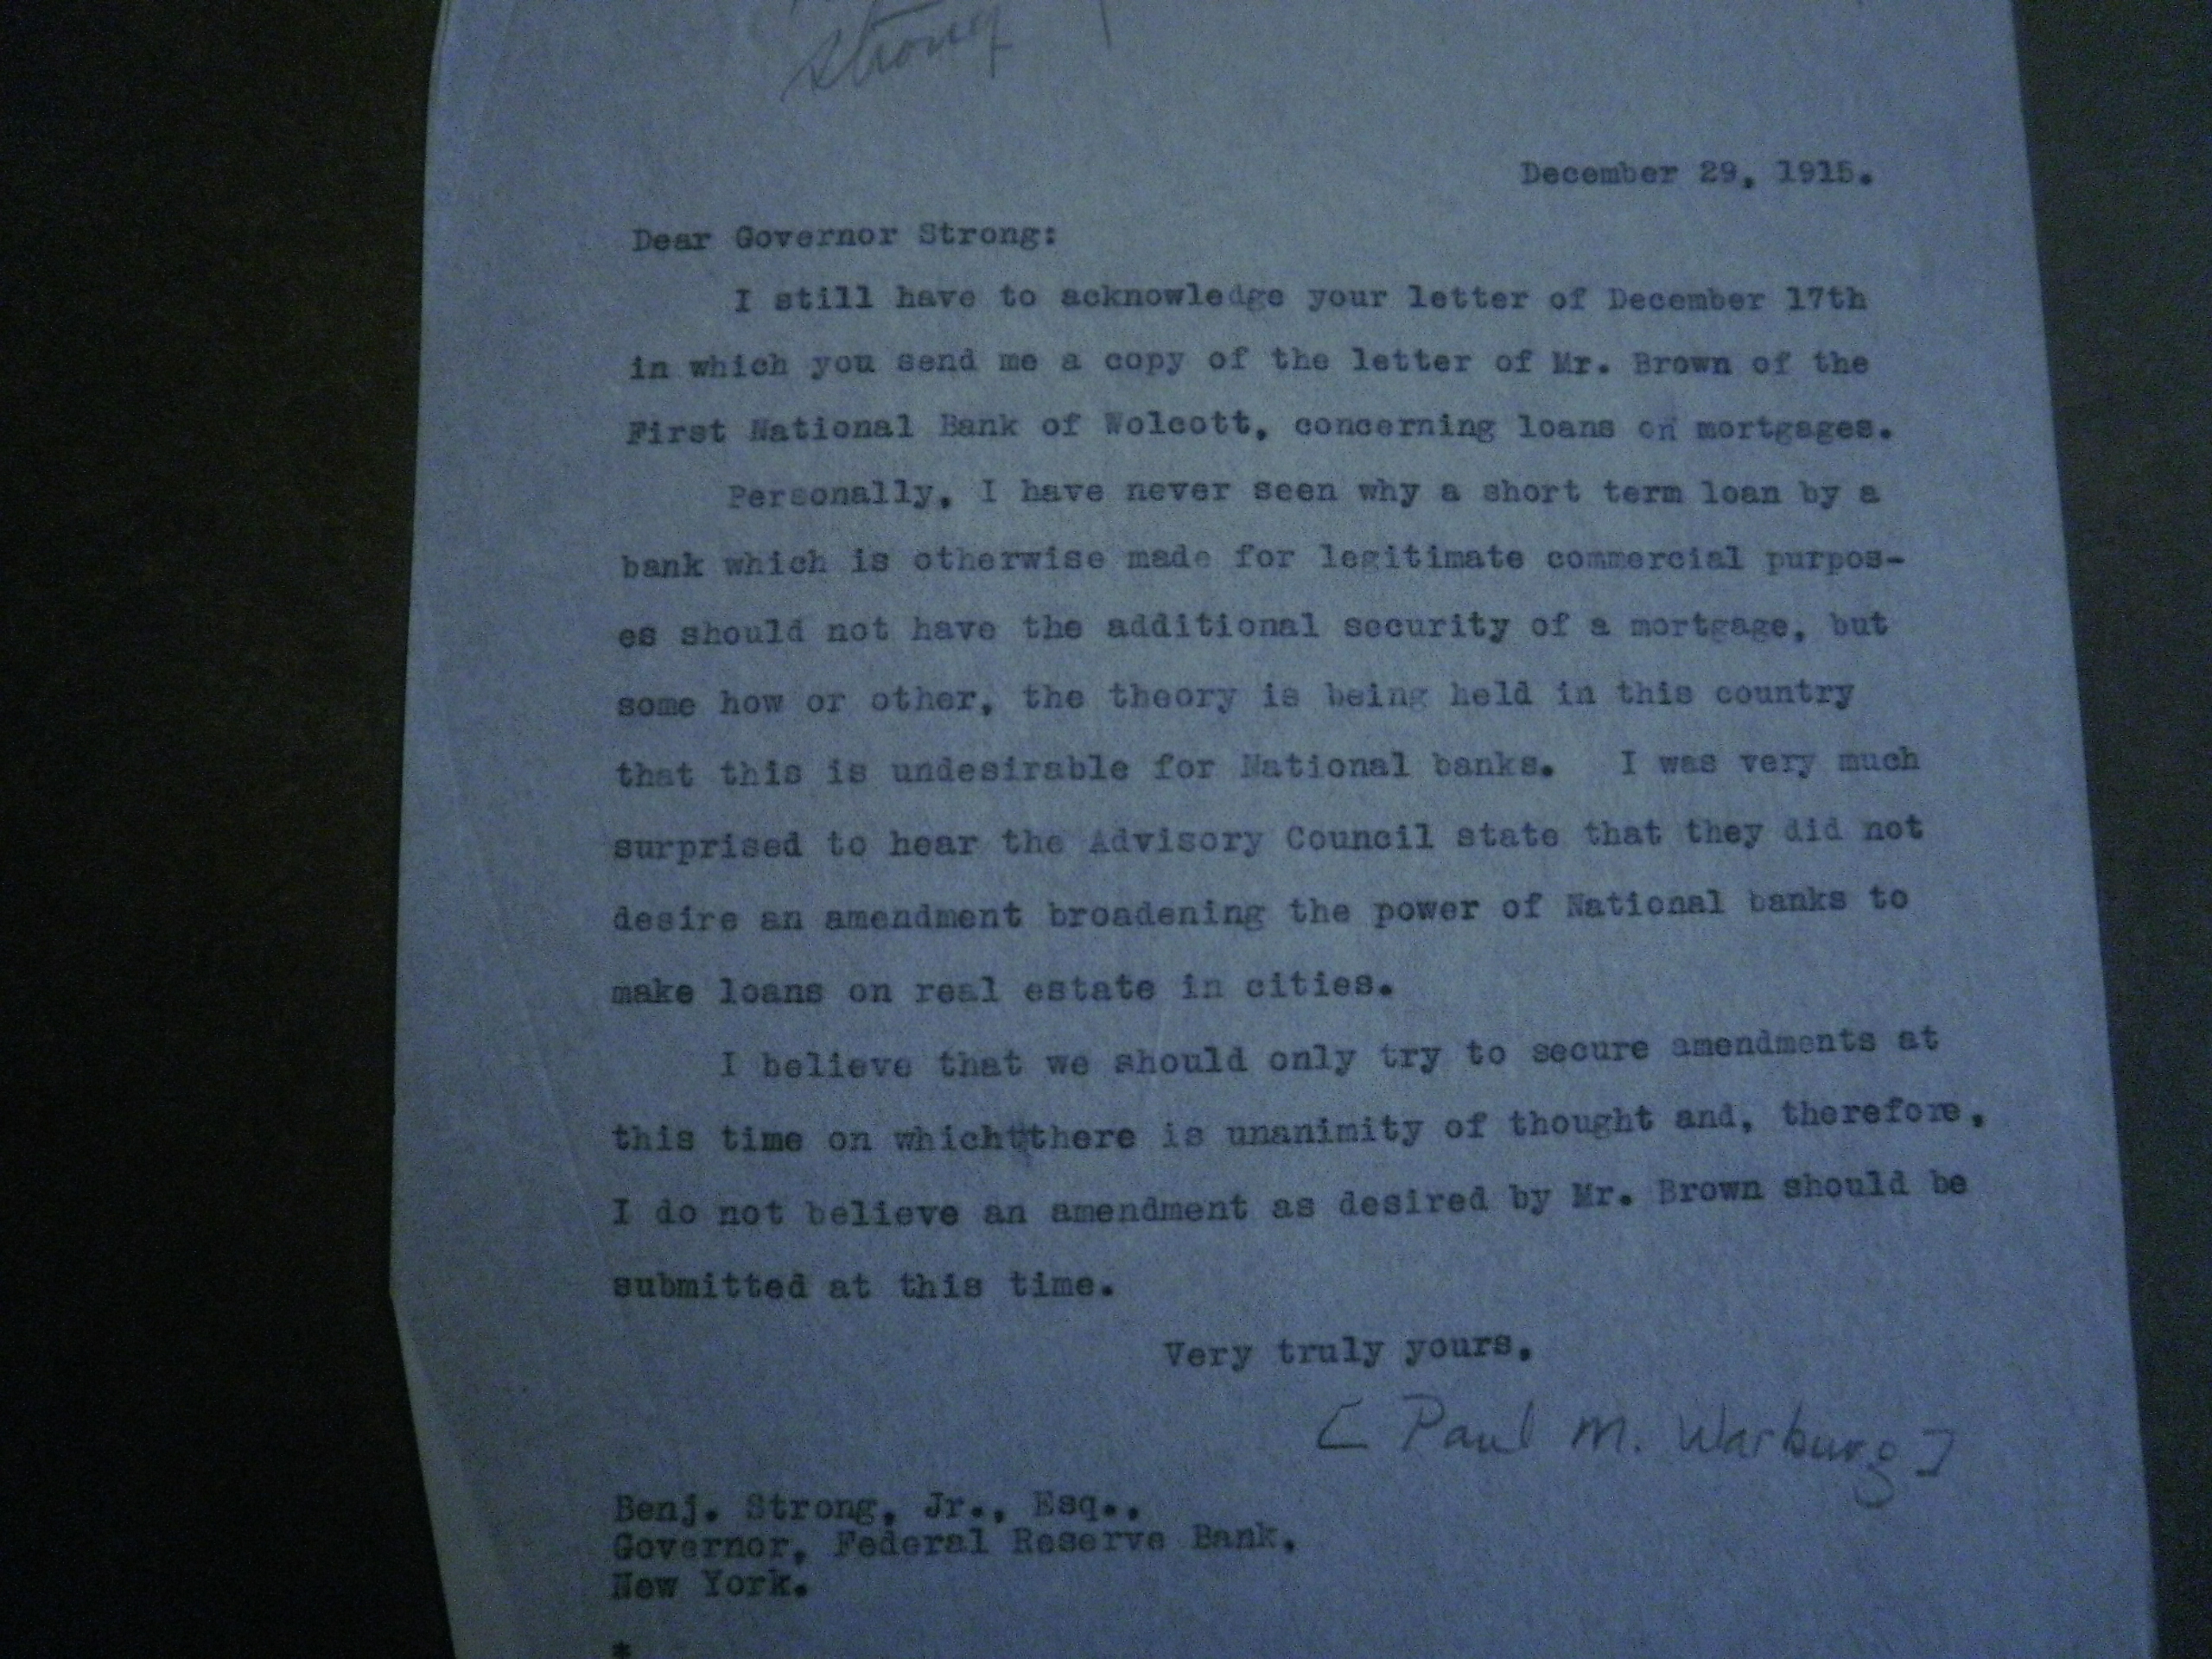 Strong
December 29, 1915.
Dear Governor Strong:
I still have to acknowledge your letter of December 17th
in which you send me a copy of the letter of Mr. Brown of the
First National Bank of Wolcott, concerning loans on mortgages.
Personally, I have never seen why a short term loan by a
bank which is otherwise made for legitimate commercial purpos-
es should not have the additional security of a mortgage, but
some how or other, the theory is being held in this country
that this is undesirable for National banks. I was very much
surprised to hear the Advisory Council state that they did not
desire an amendment broadening the power of National banks to
make loans on real estate in cities.
I believe that we should only try to secure amendments at
this time on whichtthere is unanimity of thought and, therefore,
I do not believe an amendment as desired by Mr. Brown should be
submitted at this time.
Very truly yours,
[ Paul M. Warburg ]
Benj. Strong, Jr., Esq.,
Governor, Federal Reserve Bank,
New York.
*